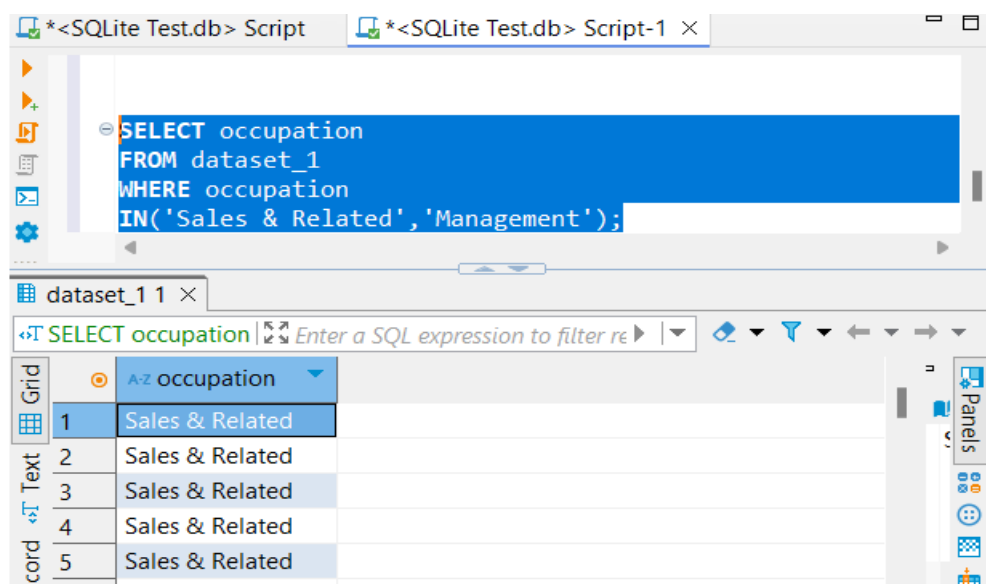 *<SQLite Test.db> Script
*<SQLite Test.db> Script-1
SELECT occupation
FROM dataset_1
WHERE occupation
IN('Sales & Related','Management');
dataset_1 1
SELECT occupation
Enter a SQL expression to filter re
Grid
A-Z occupation
1 Sales & Related
2 Sales & Related
3 Sales & Related
4 Sales & Related
5 Sales & Related
Text
cord
Panels